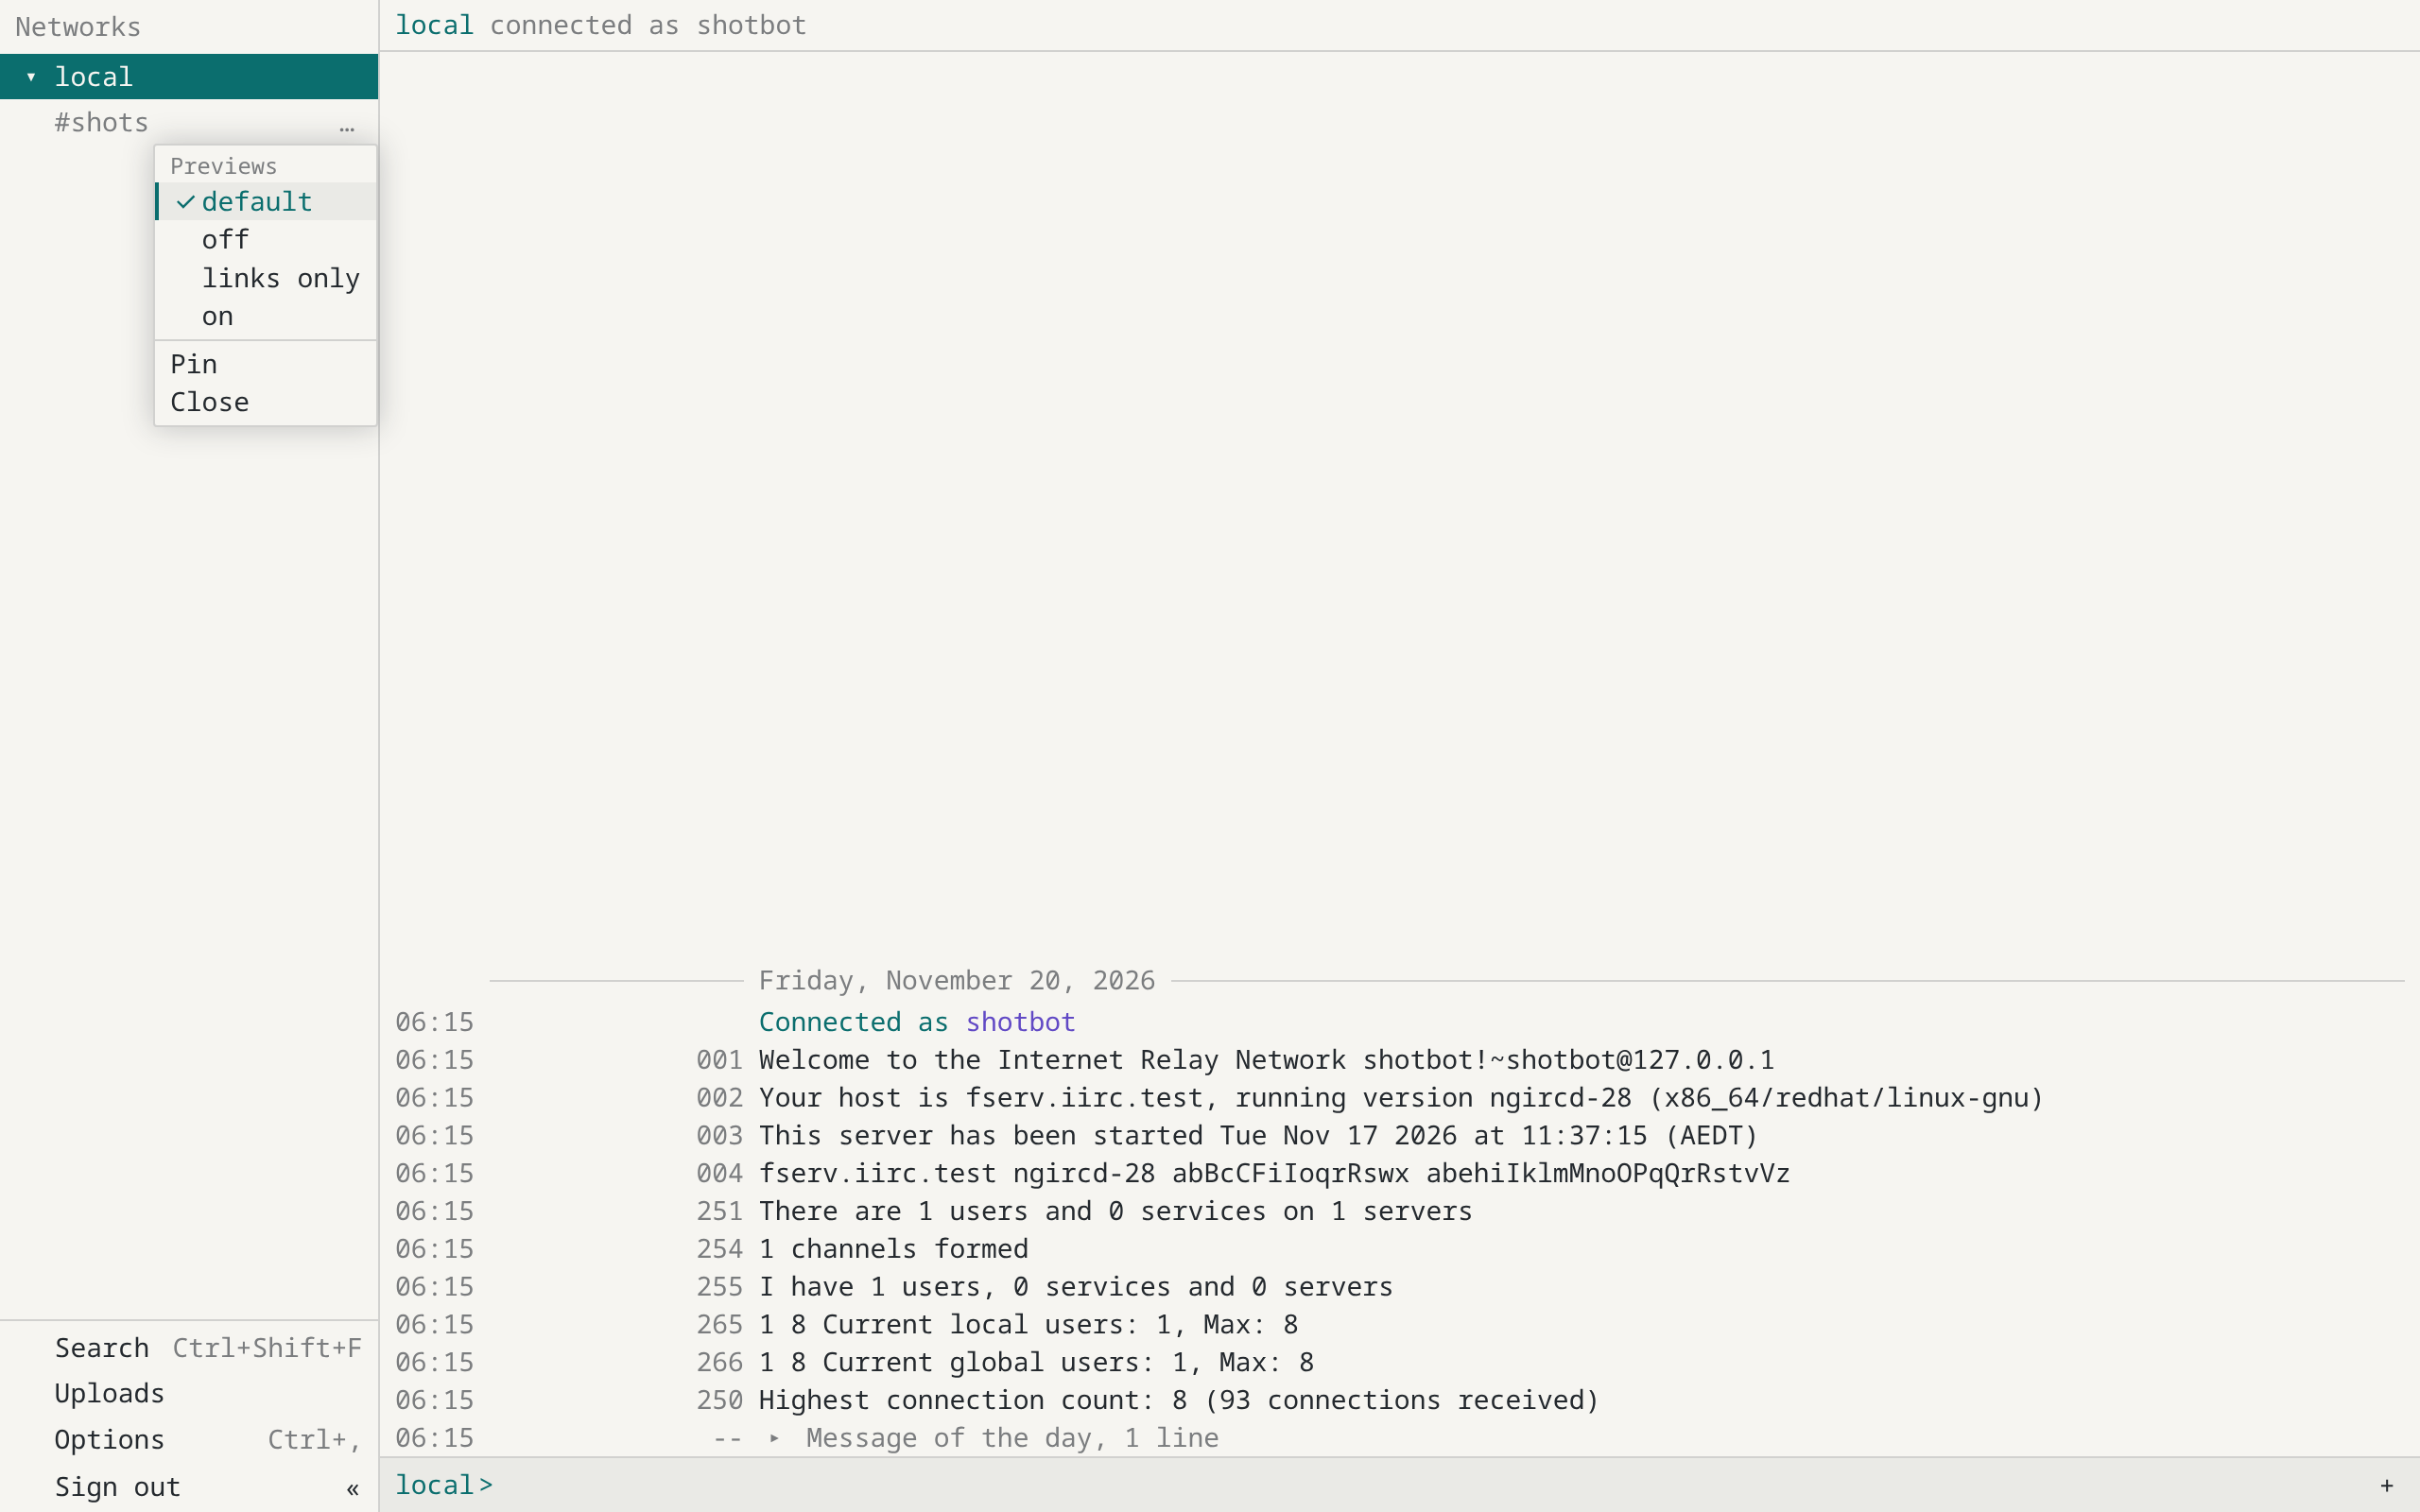 Networks
▾ local
#shots …
Previews
✓ default
off
links only
on
Pin
Close
Search Ctrl+Shift+F
Uploads
Options Ctrl+,
Sign out «
local connected as shotbot
Friday, November 20, 2026
06:15 Connected as shotbot
06:15 001 Welcome to the Internet Relay Network shotbot!~shotbot@127.0.0.1
06:15 002 Your host is fserv.iirc.test, running version ngircd-28 (x86_64/redhat/linux-gnu)
06:15 003 This server has been started Tue Nov 17 2026 at 11:37:15 (AEDT)
06:15 004 fserv.iirc.test ngircd-28 abBcCFiIoqrRswx abehiIklmMnoOPqQrRstvVz
06:15 251 There are 1 users and 0 services on 1 servers
06:15 254 1 channels formed
06:15 255 I have 1 users, 0 services and 0 servers
06:15 265 1 8 Current local users: 1, Max: 8
06:15 266 1 8 Current global users: 1, Max: 8
06:15 250 Highest connection count: 8 (93 connections received)
06:15 -- ▸ Message of the day, 1 line
local> +